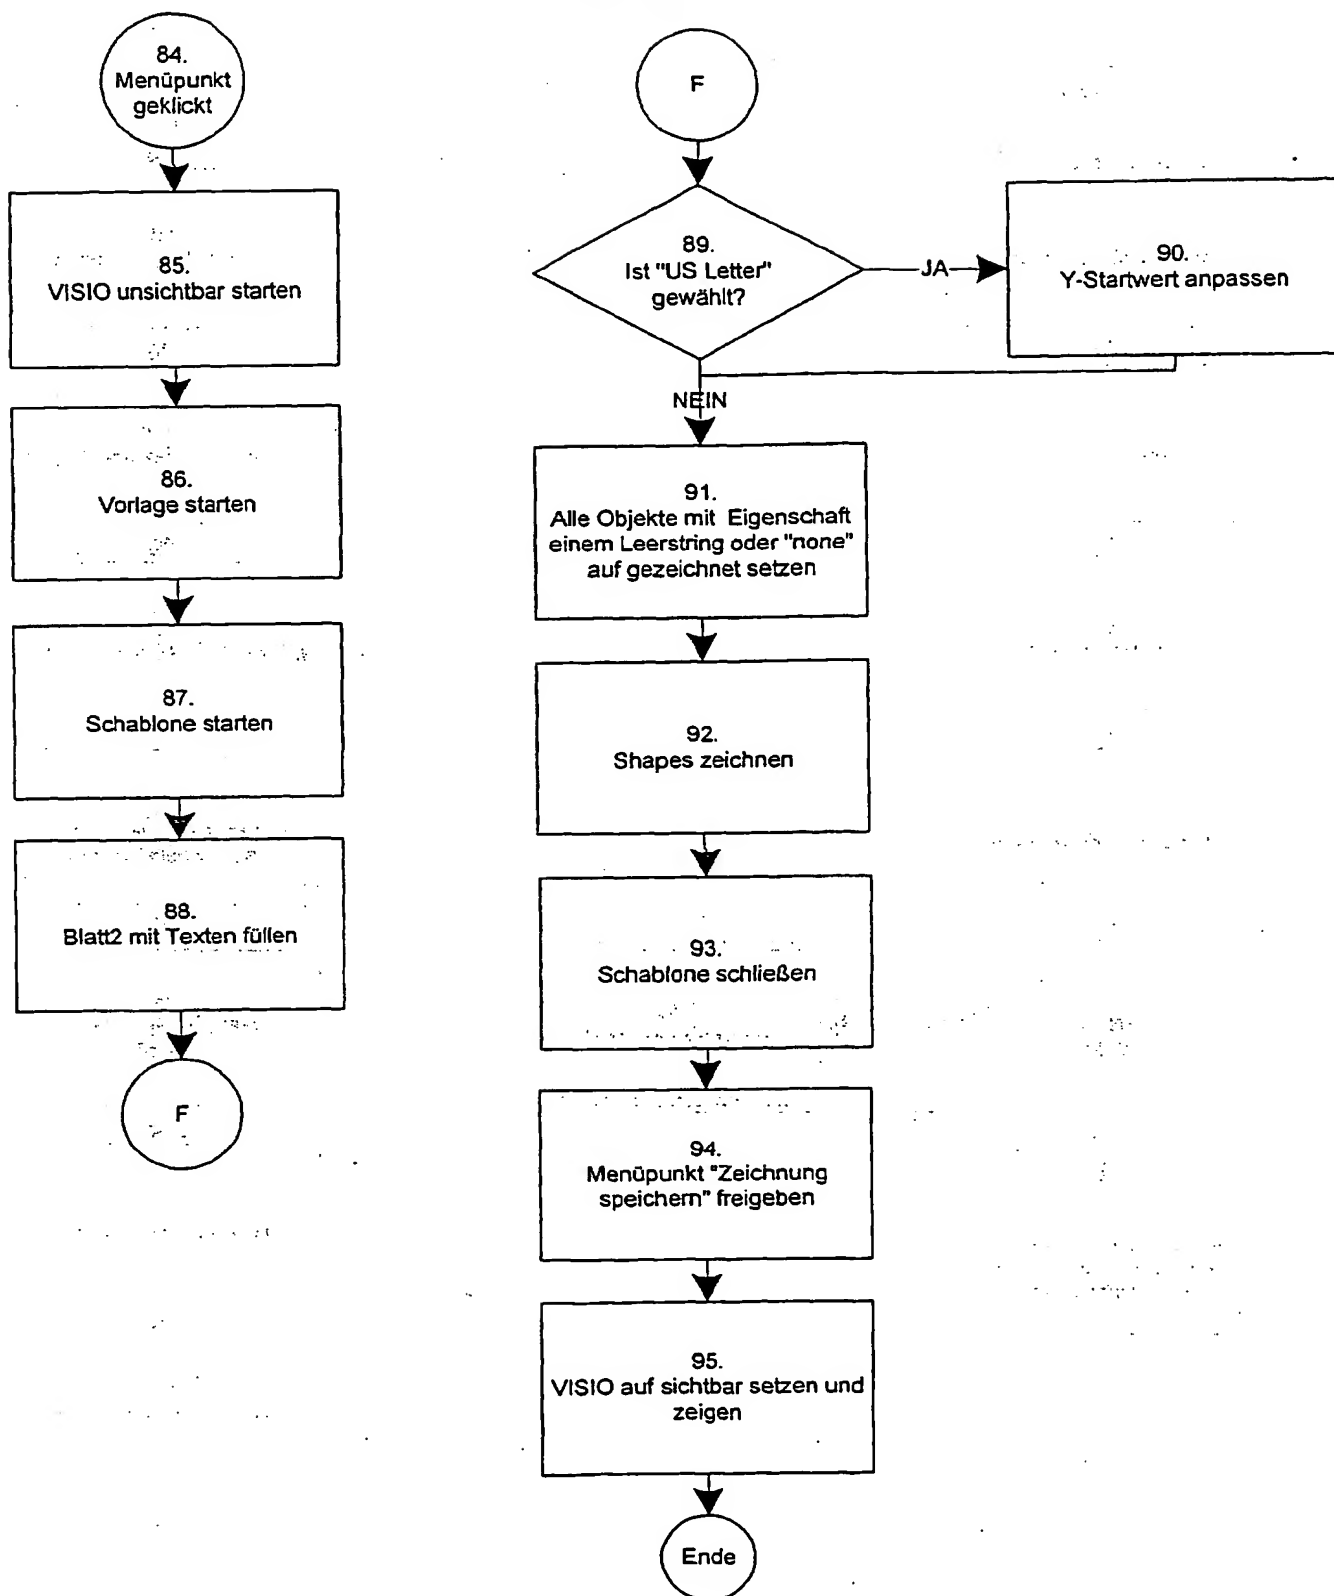 84.
Menüpunkt
geklickt
85.
VISIO unsichtbar starten
86.
Vorlage starten
87.
Schablone starten
88.
Blatt2 mit Texten füllen
F
F
89.
Ist "US Letter"
gewählt?
JA
90.
Y-Startwert anpassen
NEIN
91.
Alle Objekte mit Eigenschaft
einem Leerstring oder "none"
auf gezeichnet setzen
92.
Shapes zeichnen
93.
Schablone schließen
94.
Menüpunkt "Zeichnung
speichern" freigeben
95.
VISIO auf sichtbar setzen und
zeigen
Ende